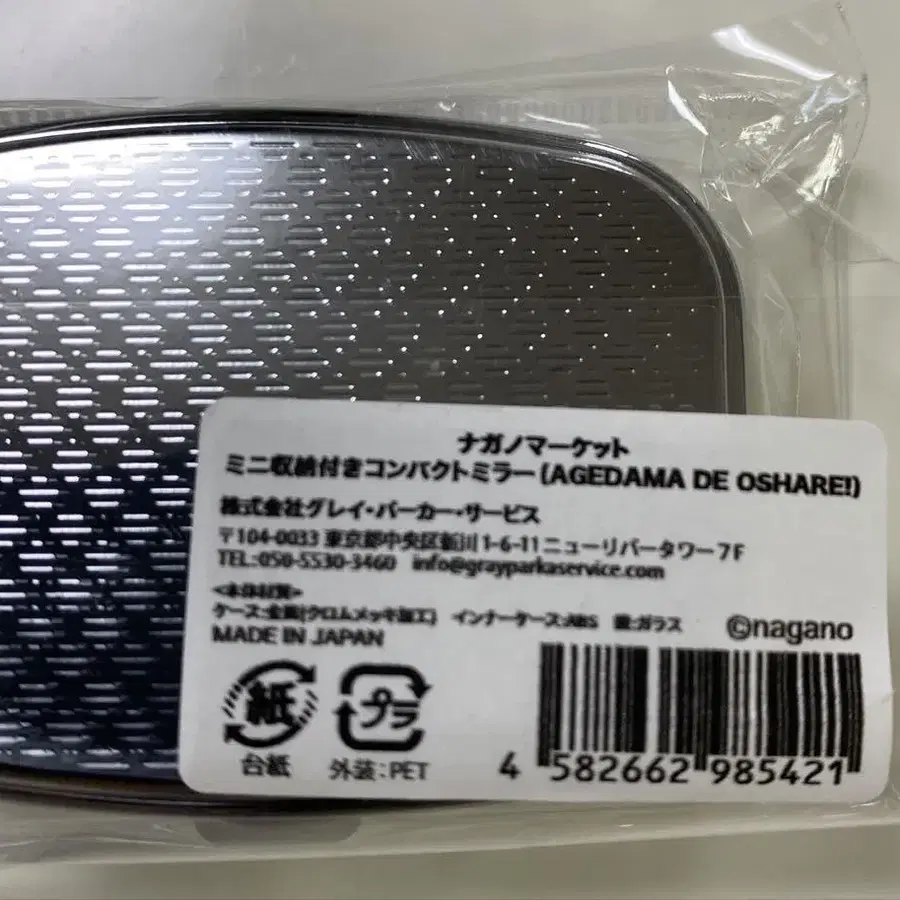 ナガノマーケット
ミニ収納付きコンパクトミラー(AGEDAMA DE OSHARE!)
株式会社グレイ・パーカー・サービス
〒104-0033 東京都中央区新川1-6-11 ニューリバータワー7F
TEL:050-5530-3460 info@grayparkaservice.com
<本体材質>
ケース:金属(クロムメッキ加工) インナーケース:ABS 鏡:ガラス
MADE IN JAPAN
©nagano
紙
プラ
台紙
外装:PET
4 582662 985421